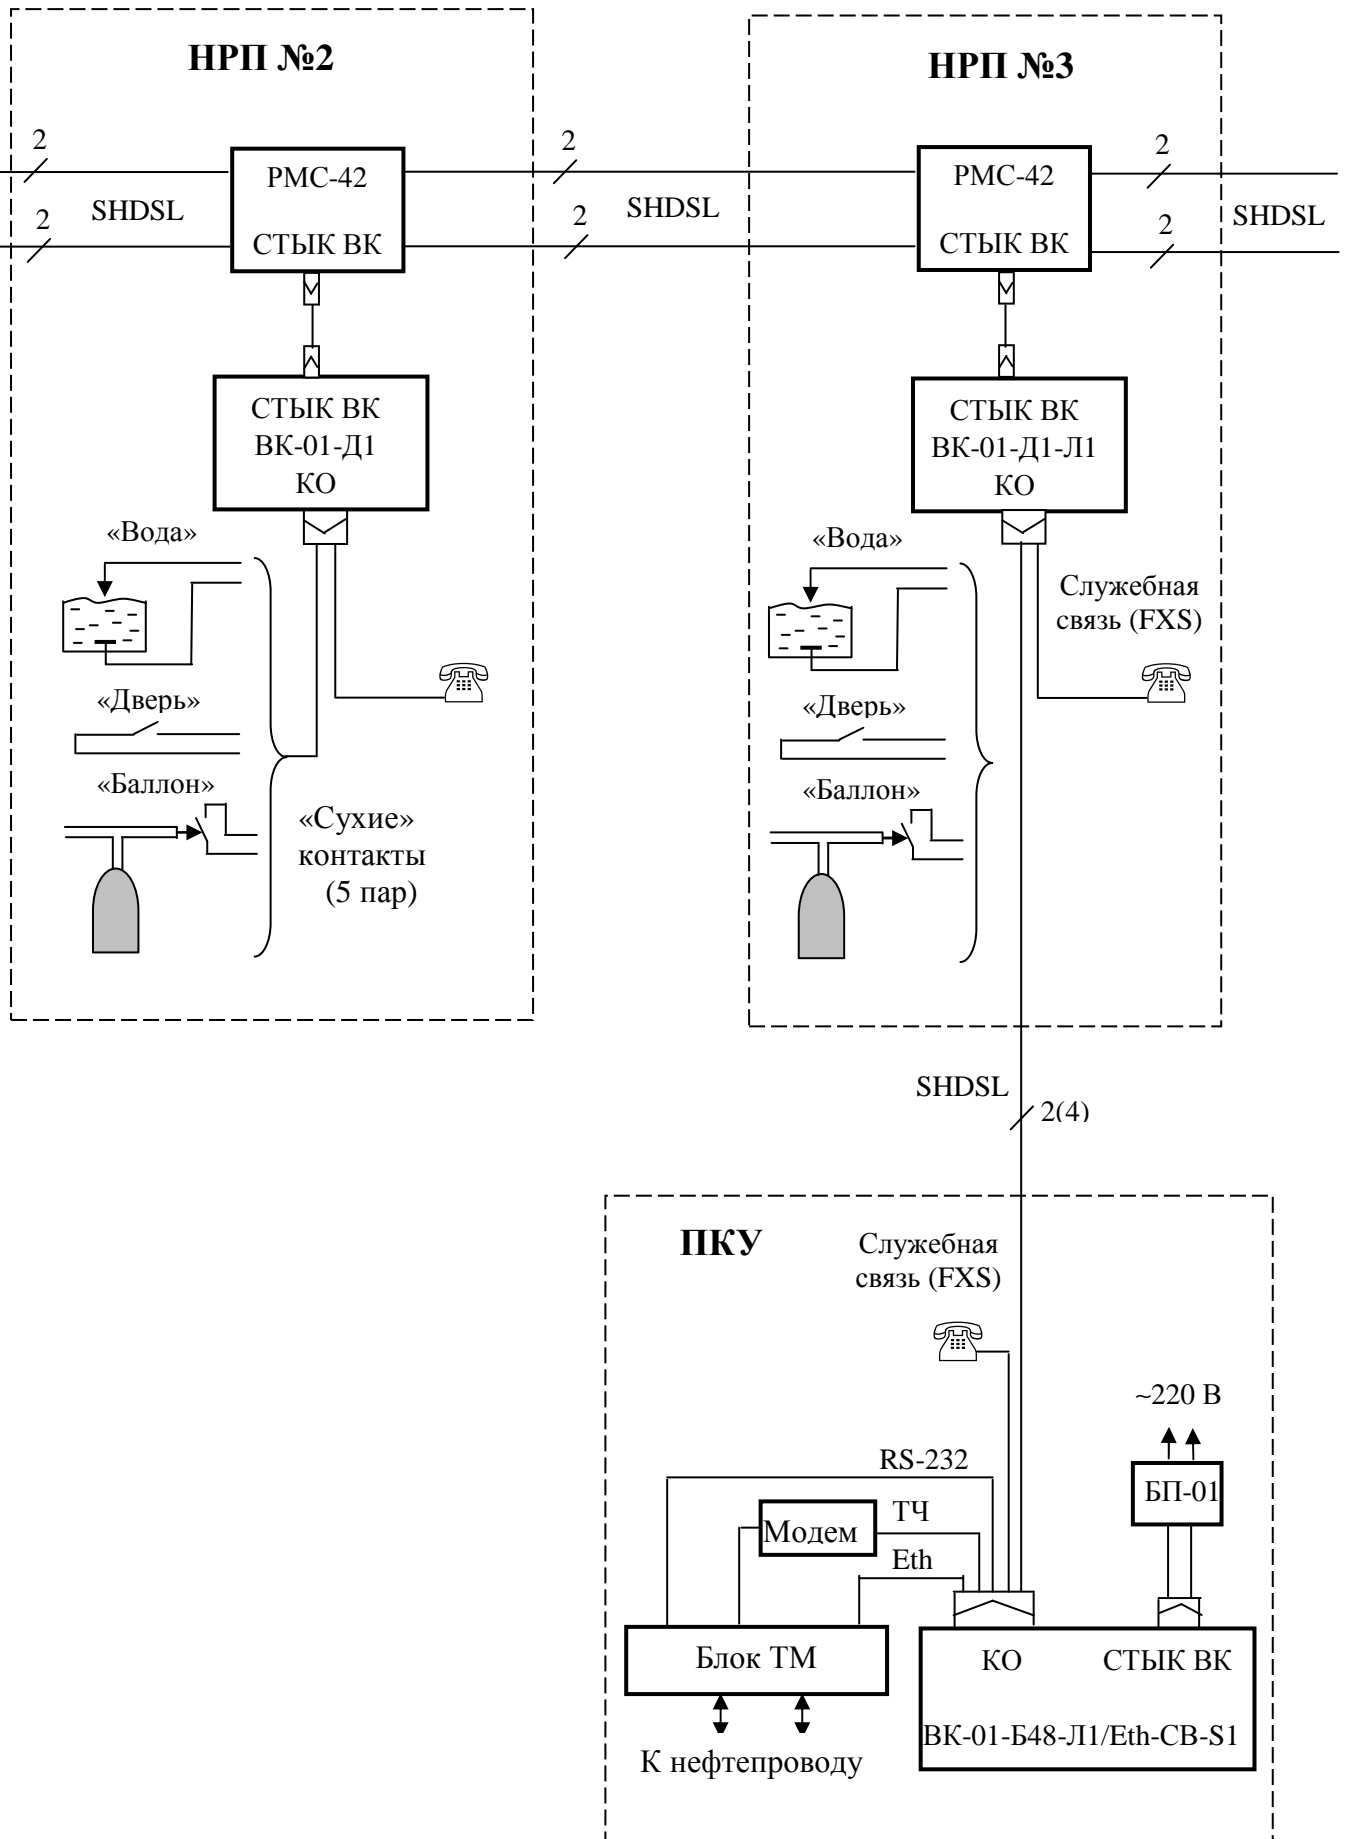 НРП №2
НРП №3
2
2
2
РМС-42
РМС-42
SHDSL
SHDSL
SHDSL
2
2
2
СТЫК ВК
СТЫК ВК
СТЫК ВК
ВК-01-Д1
КО
СТЫК ВК
ВК-01-Д1-Л1
КО
«Вода»
«Вода»
Служебная
связь (FXS)
«Дверь»
«Дверь»
«Баллон»
«Баллон»
«Сухие»
контакты
(5 пар)
SHDSL
2(4)
ПКУ
Служебная
связь (FXS)
~220 В
RS-232
БП-01
ТЧ
Модем
Eth
Блок ТМ
КО
СТЫК ВК
ВК-01-Б48-Л1/Eth-СВ-S1
К нефтепроводу